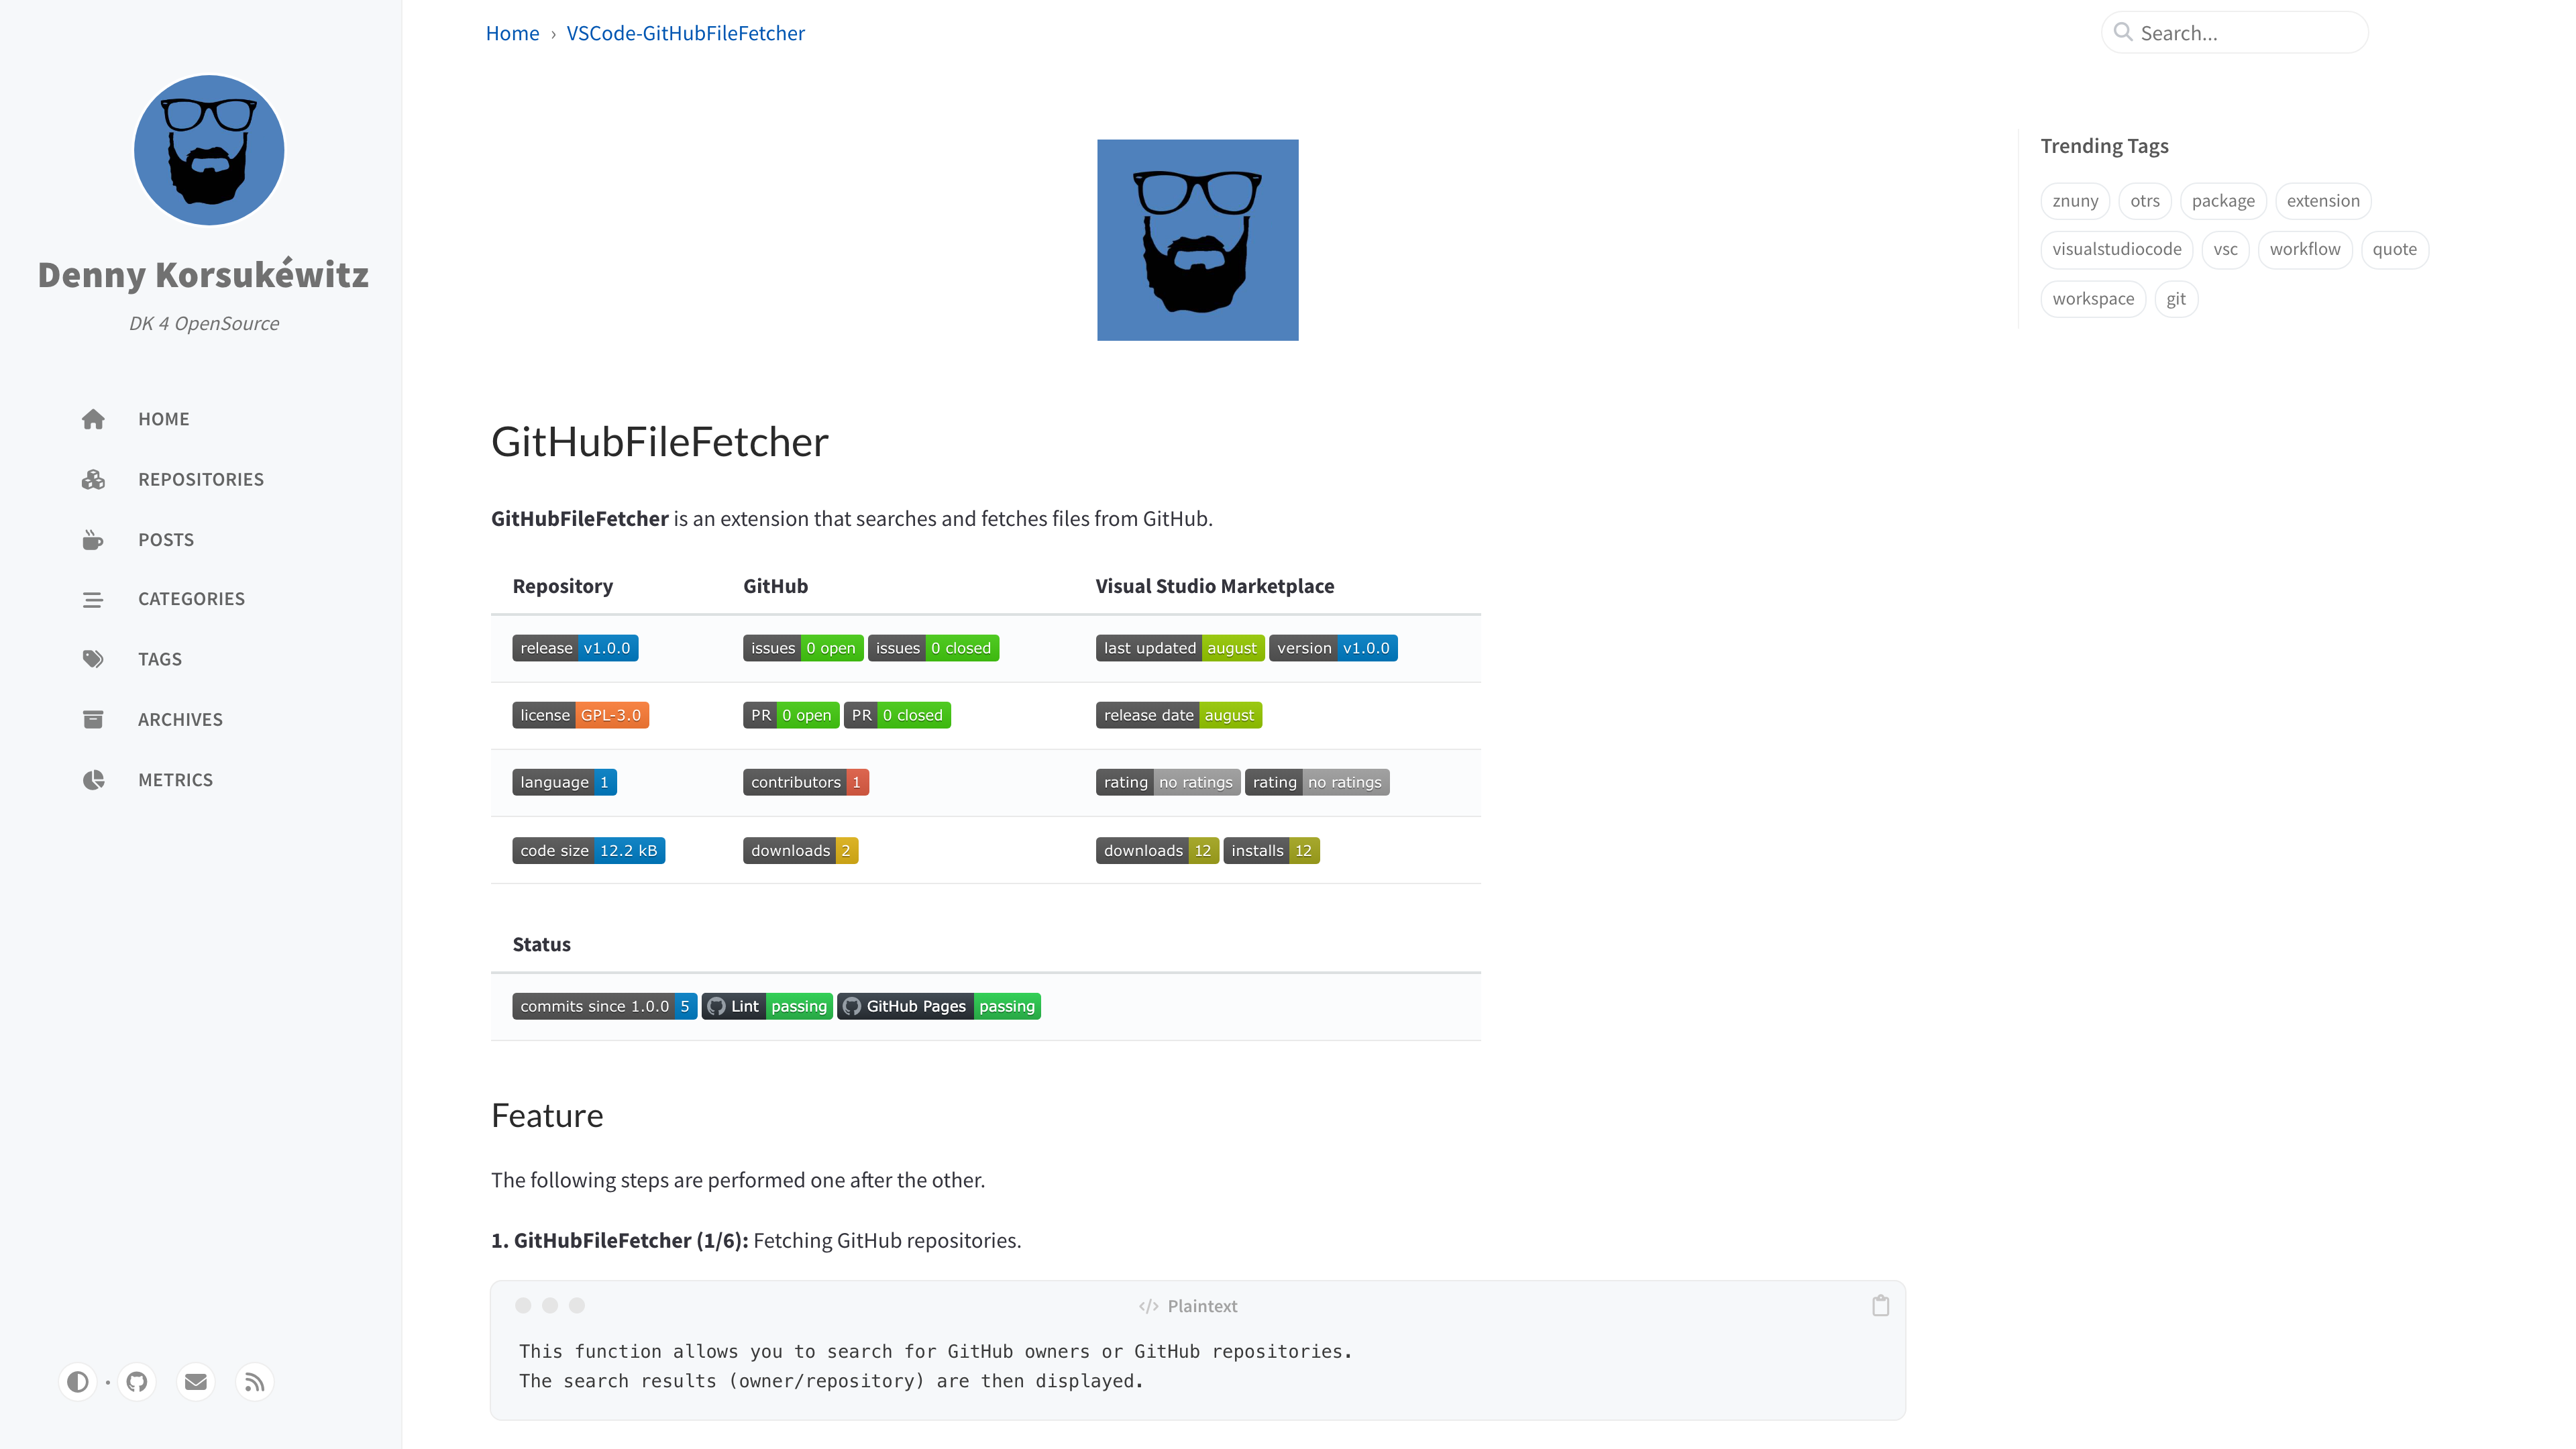 Denny Korsukéwitz
DK 4 OpenSource
HOME
REPOSITORIES
POSTS
CATEGORIES
TAGS
ARCHIVES
METRICS
Home › VSCode-GitHubFileFetcher
Search...
GitHubFileFetcher
GitHubFileFetcher is an extension that searches and fetches files from GitHub.
Repository GitHub Visual Studio Marketplace
release v1.0.0 issues 0 open issues 0 closed last updated august version v1.0.0
license GPL-3.0 PR 0 open PR 0 closed release date august
language 1 contributors 1 rating no ratings rating no ratings
code size 12.2 kB downloads 2 downloads 12 installs 12
Status
commits since 1.0.0 5 Lint passing GitHub Pages passing
Feature
The following steps are performed one after the other.
1. GitHubFileFetcher (1/6): Fetching GitHub repositories.
</> Plaintext
This function allows you to search for GitHub owners or GitHub repositories.
The search results (owner/repository) are then displayed.
Trending Tags
znuny otrs package extension
visualstudiocode vsc workflow quote
workspace git